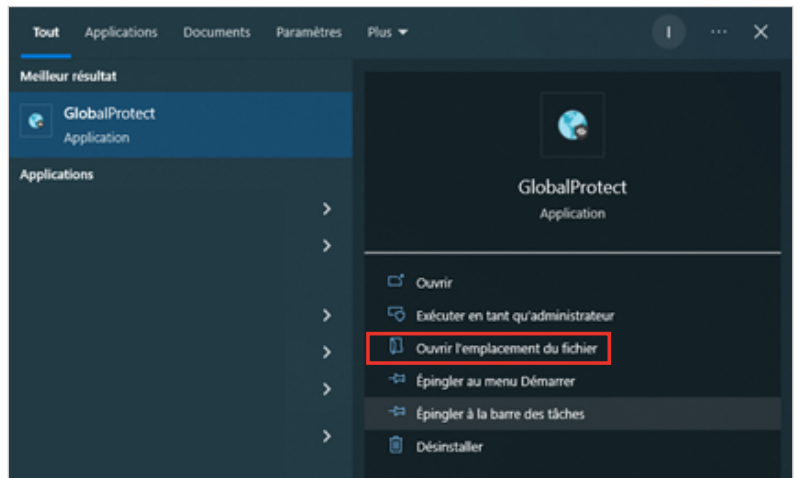 Tout Applications Documents Paramètres Plus I ...
Meilleur résultat
GlobalProtect
Application
Applications
GlobalProtect
Application
Ouvrir
Exécuter en tant qu'administrateur
Ouvrir l'emplacement du fichier
Épingler au menu Démarrer
Épingler à la barre des tâches
Désinstaller